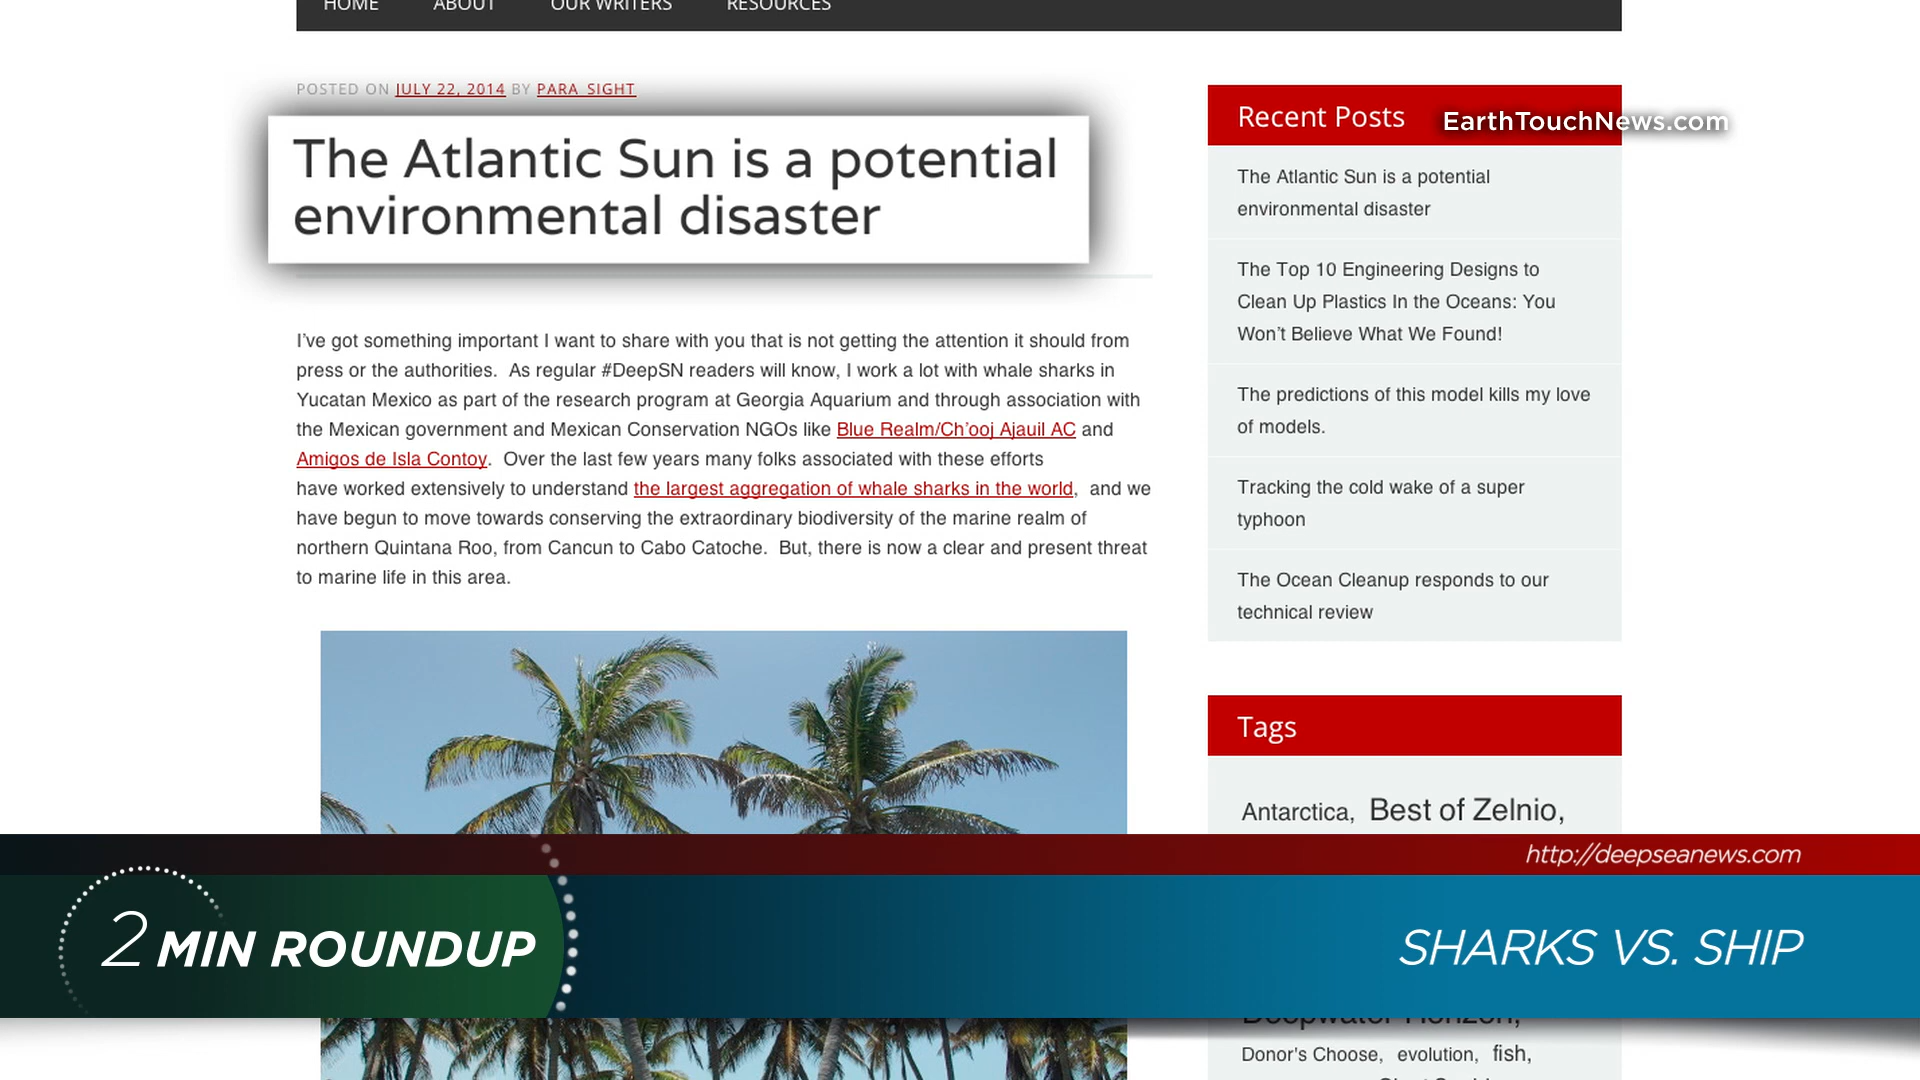 HOME ABOUT OUR WRITERS RESOURCES
POSTED ON JULY 22, 2014 BY PARA_SIGHT
The Atlantic Sun is a potential
environmental disaster
I've got something important I want to share with you that is not getting the attention it should from
press or the authorities. As regular #DeepSN readers will know, I work a lot with whale sharks in
Yucatan Mexico as part of the research program at Georgia Aquarium and through association with
the Mexican government and Mexican Conservation NGOs like Blue Realm/Ch'ooj Ajauil AC and
Amigos de Isla Contoy. Over the last few years many folks associated with these efforts
have worked extensively to understand the largest aggregation of whale sharks in the world, and we
have begun to move towards conserving the extraordinary biodiversity of the marine realm of
northern Quintana Roo, from Cancun to Cabo Catoche. But, there is now a clear and present threat
to marine life in this area.
Recent Posts
EarthTouchNews.com
The Atlantic Sun is a potential
environmental disaster
The Top 10 Engineering Designs to
Clean Up Plastics In the Oceans: You
Won't Believe What We Found!
The predictions of this model kills my love
of models.
Tracking the cold wake of a super
typhoon
The Ocean Cleanup responds to our
technical review
Tags
Antarctica, Best of Zelnio,
http://deepseanews.com
2 MIN ROUNDUP
SHARKS VS. SHIP
Deepwater Horizon,
Donor's Choose, evolution, fish,